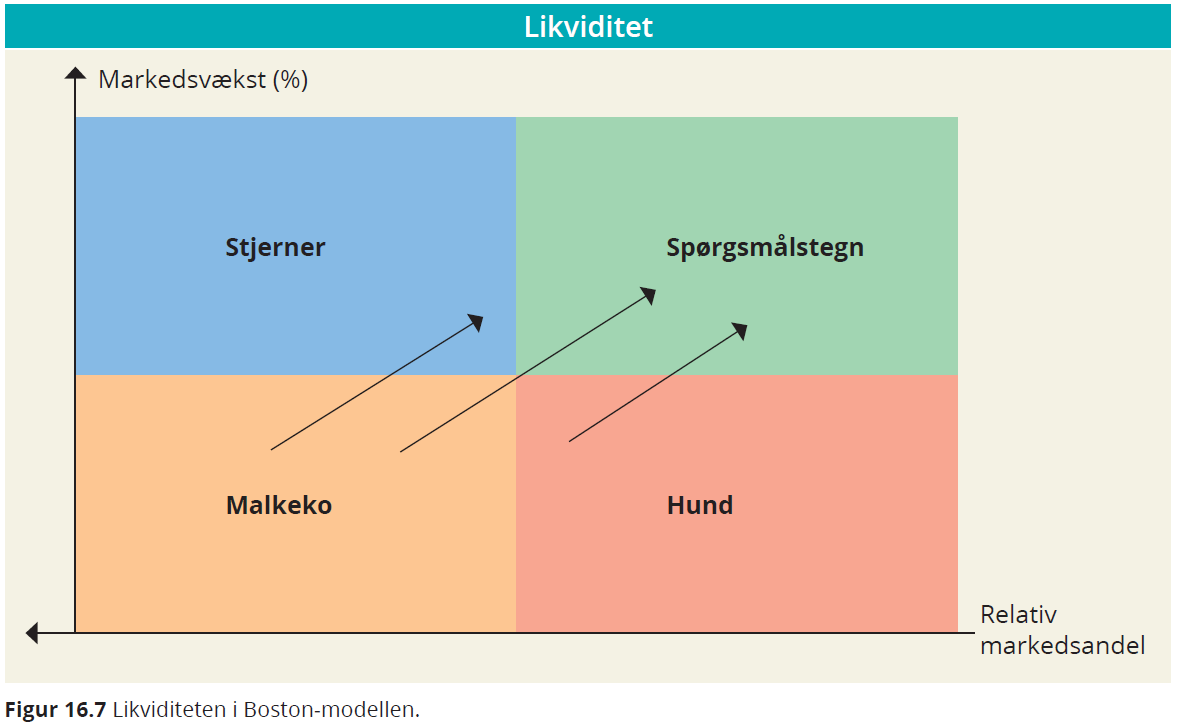 Likviditet
Markedsvækst (%)
Stjerner
Spørgsmålstegn
Malkeko
Hund
Relativ
markedsandel
Figur 16.7 Likviditeten i Boston-modellen.